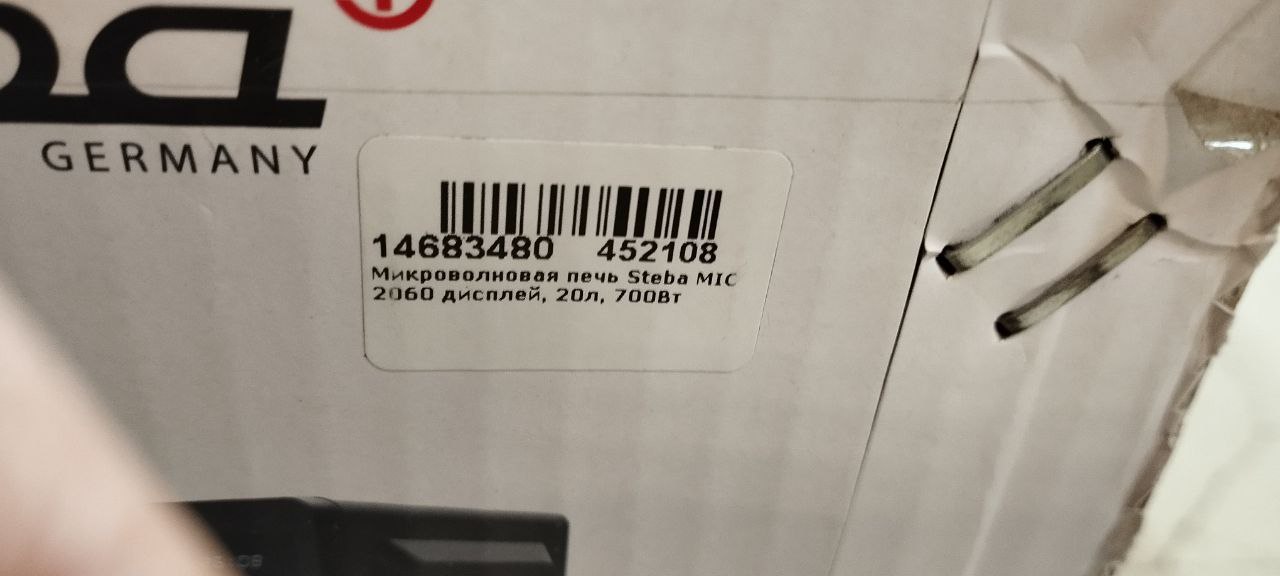 GERMANY
14683480 452108
Микроволновая печь Steba MIC
2060 дисплей, 20л, 700Вт